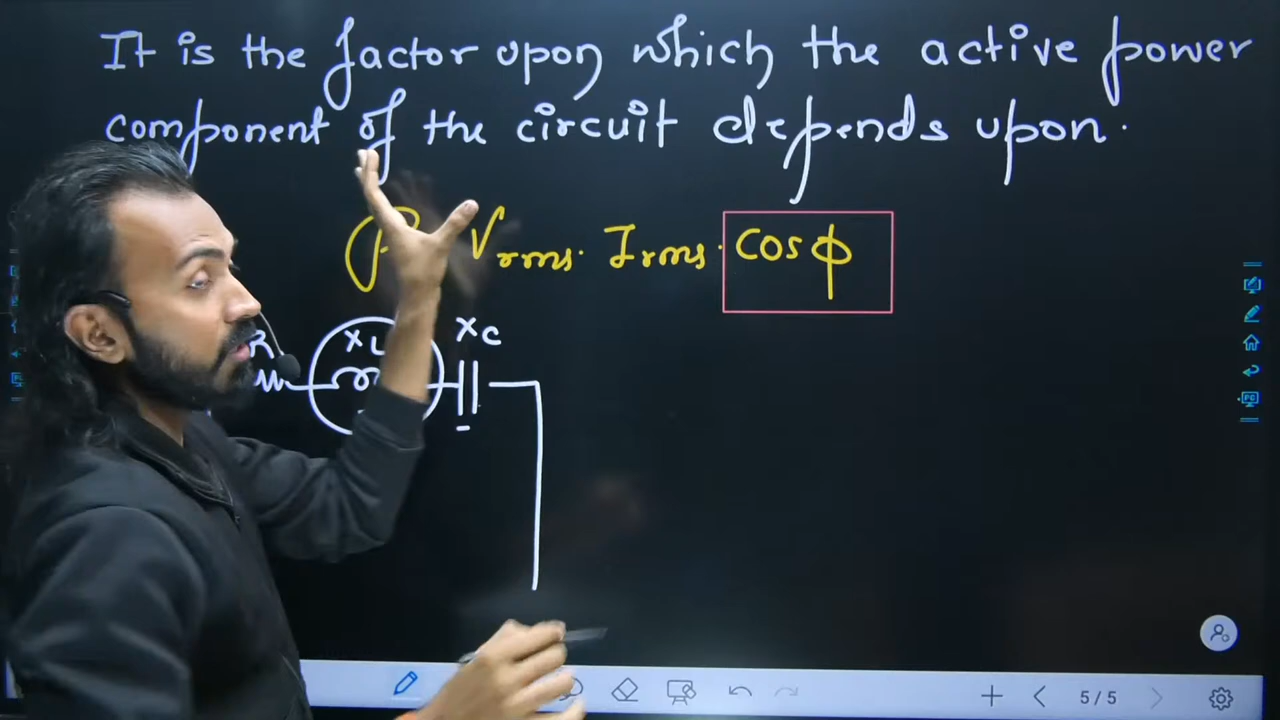 It is the factor upon which the active power
component of the circuit depends upon.
P Vrms. Irms. cosφ
R XL XC
5/5